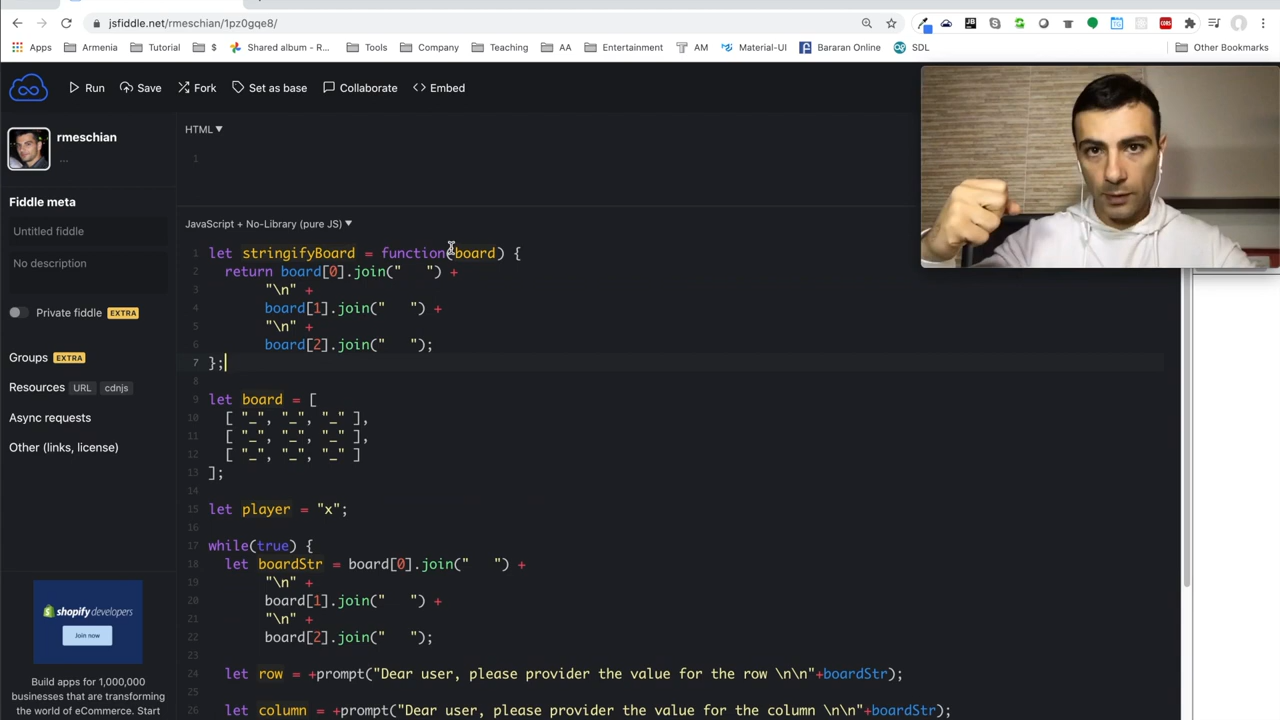 jsfiddle.net/rmeschian/1pz0gqe8/
Apps Armenia Tutorial $ Shared album - R... Tools Company Teaching AA Entertainment AM Material-UI Bararan Online SDL Other Bookmarks
Run Save Fork Set as base Collaborate Embed
rmeschian
...
Fiddle meta
Untitled fiddle
No description
Private fiddle EXTRA
Groups EXTRA
Resources URL cdnjs
Async requests
Other (links, license)
shopify developers
Join now
Build apps for 1,000,000
businesses that are transforming
the world of eCommerce. Start
HTML ▼
1
JavaScript + No-Library (pure JS) ▼
1 let stringifyBoard = function(board) {
2 return board[0].join("   ") +
3 "\n" +
4 board[1].join("   ") +
5 "\n" +
6 board[2].join("   ");
7 };
8
9 let board = [
10 [ "_", "_", "_" ],
11 [ "_", "_", "_" ],
12 [ "_", "_", "_" ]
13 ];
14
15 let player = "x";
16
17 while(true) {
18 let boardStr = board[0].join("   ") +
19 "\n" +
20 board[1].join("   ") +
21 "\n" +
22 board[2].join("   ");
23
24 let row = +prompt("Dear user, please provider the value for the row \n\n"+boardStr);
25
26 let column = +prompt("Dear user, please provider the value for the column \n\n"+boardStr);